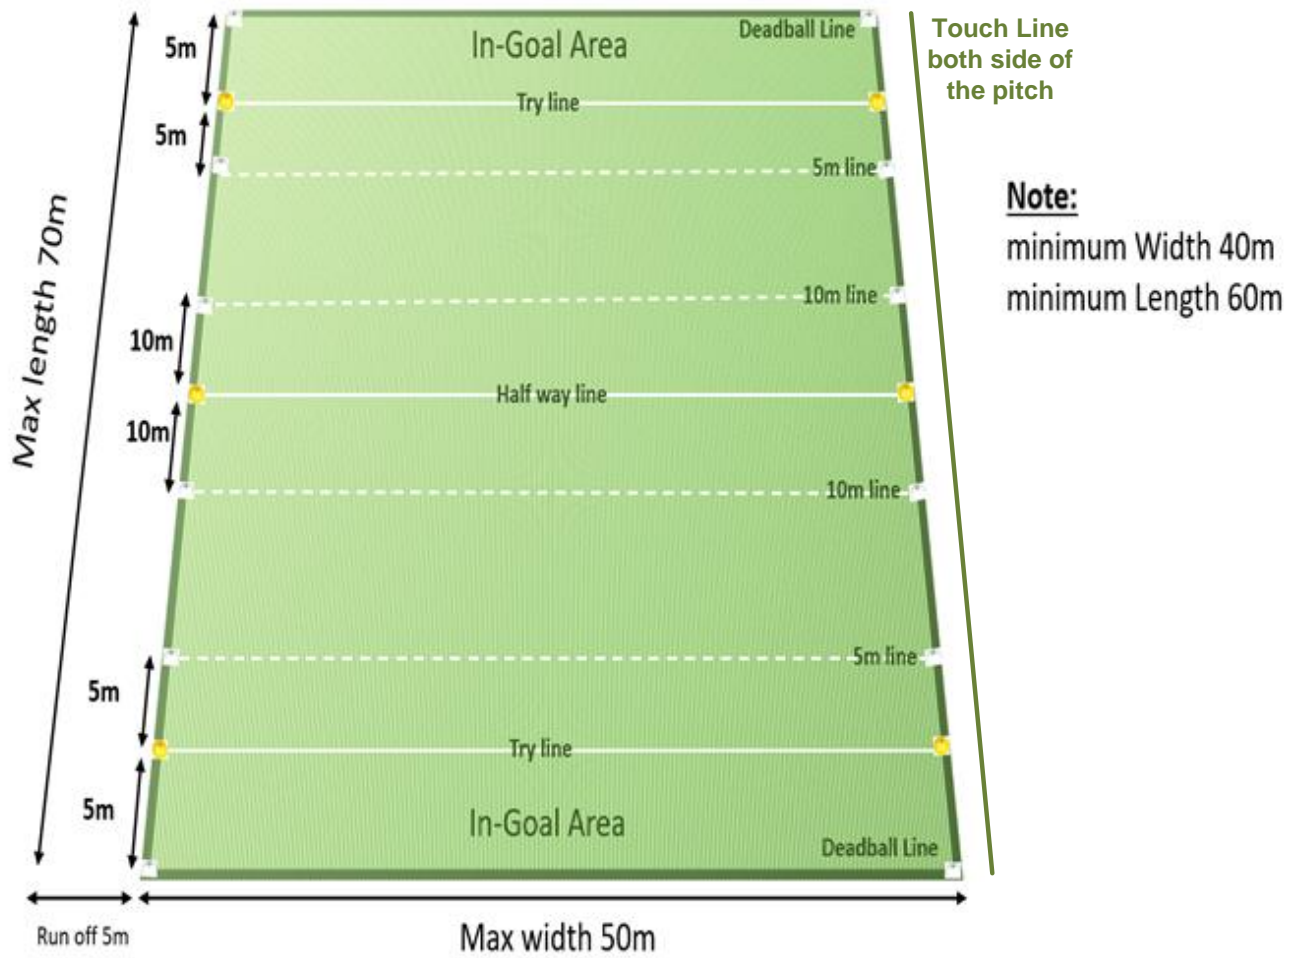 Deadball Line
In-Goal Area
5m
Touch Line
both side of
the pitch
Try line
5m
5m line
Note:
minimum Width 40m
minimum Length 60m
Max length 70m
10m line
10m
Half way line
10m
10m line
5m line
5m
Try line
5m
In-Goal Area
Deadball Line
Run off 5m
Max width 50m